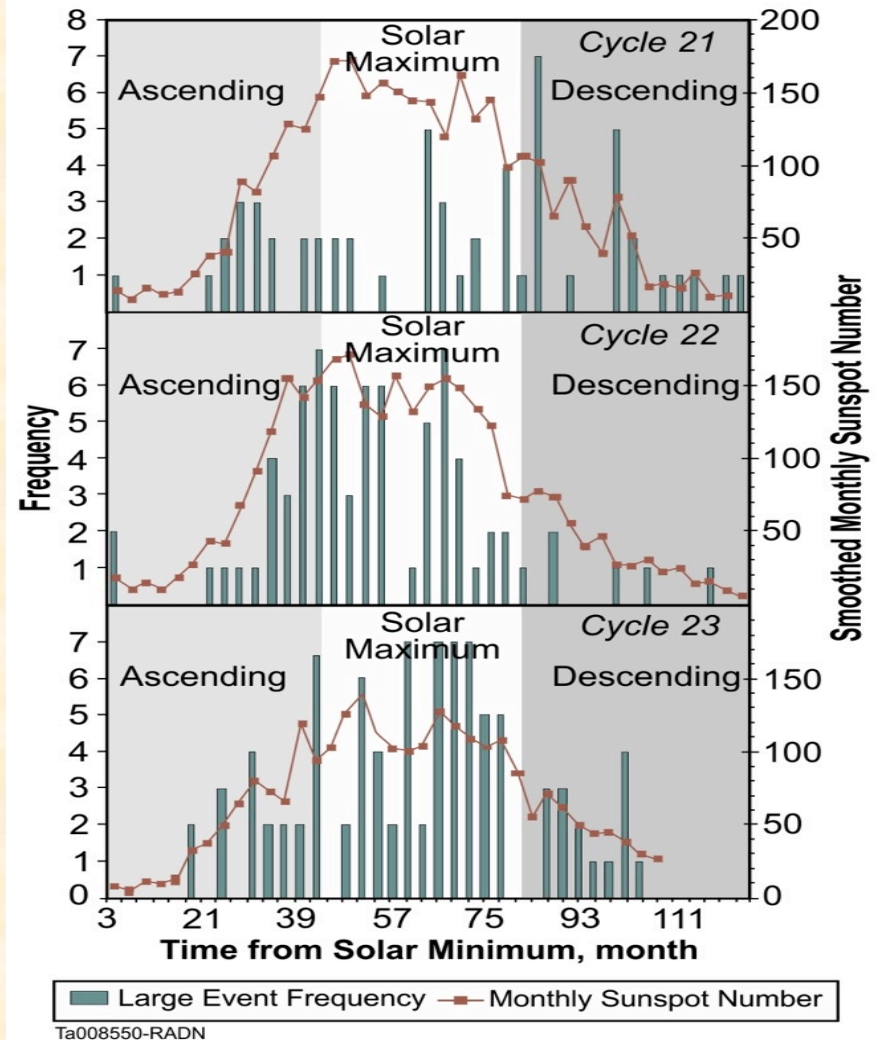 8
7
6
5
4
3
2
1
200
150
100
50
Solar
Maximum
Cycle 21
Ascending
Descending
7
6
5
4
3
2
1
150
100
50
Solar
Maximum
Cycle 22
Ascending
Descending
Frequency
Smoothed Monthly Sunspot Number
7
6
5
4
3
2
1
0
150
100
50
0
Solar
Maximum
Cycle 23
Ascending
Descending
3 21 39 57 75 93 111
Time from Solar Minimum, month
Large Event Frequency Monthly Sunspot Number
Ta008550-RADN